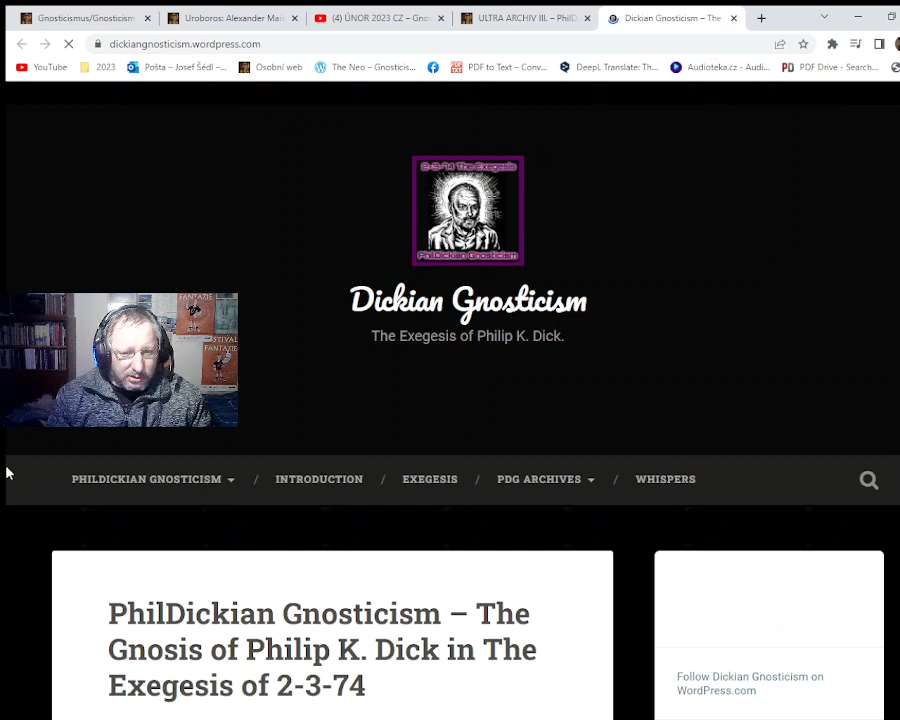 Gnosticismus/Gnosticism
Uroboros: Alexander Mai
(4) ÚNOR 2023 CZ – Gno
ULTRA ARCHIV III. – PhilD
Dickian Gnosticism – The
dickiangnosticism.wordpress.com
YouTube
2023
Pošta – Josef Šédl –...
Osobní web
The Neo – Gnostic...
PDF to Text – Conv...
DeepL Translate: Th...
Audioteka.cz - Audi...
PDF Drive - Search...
2-3-74 The Exegesis
PhilDickian Gnosticism
Dickian Gnosticism
The Exegesis of Philip K. Dick.
FANTAZIE
FANTAZIE
PHILDICKIAN GNOSTICISM
/
INTRODUCTION
/
EXEGESIS
/
PDG ARCHIVES
/
WHISPERS
PhilDickian Gnosticism – The
Gnosis of Philip K. Dick in The
Exegesis of 2-3-74
Follow Dickian Gnosticism on
WordPress.com